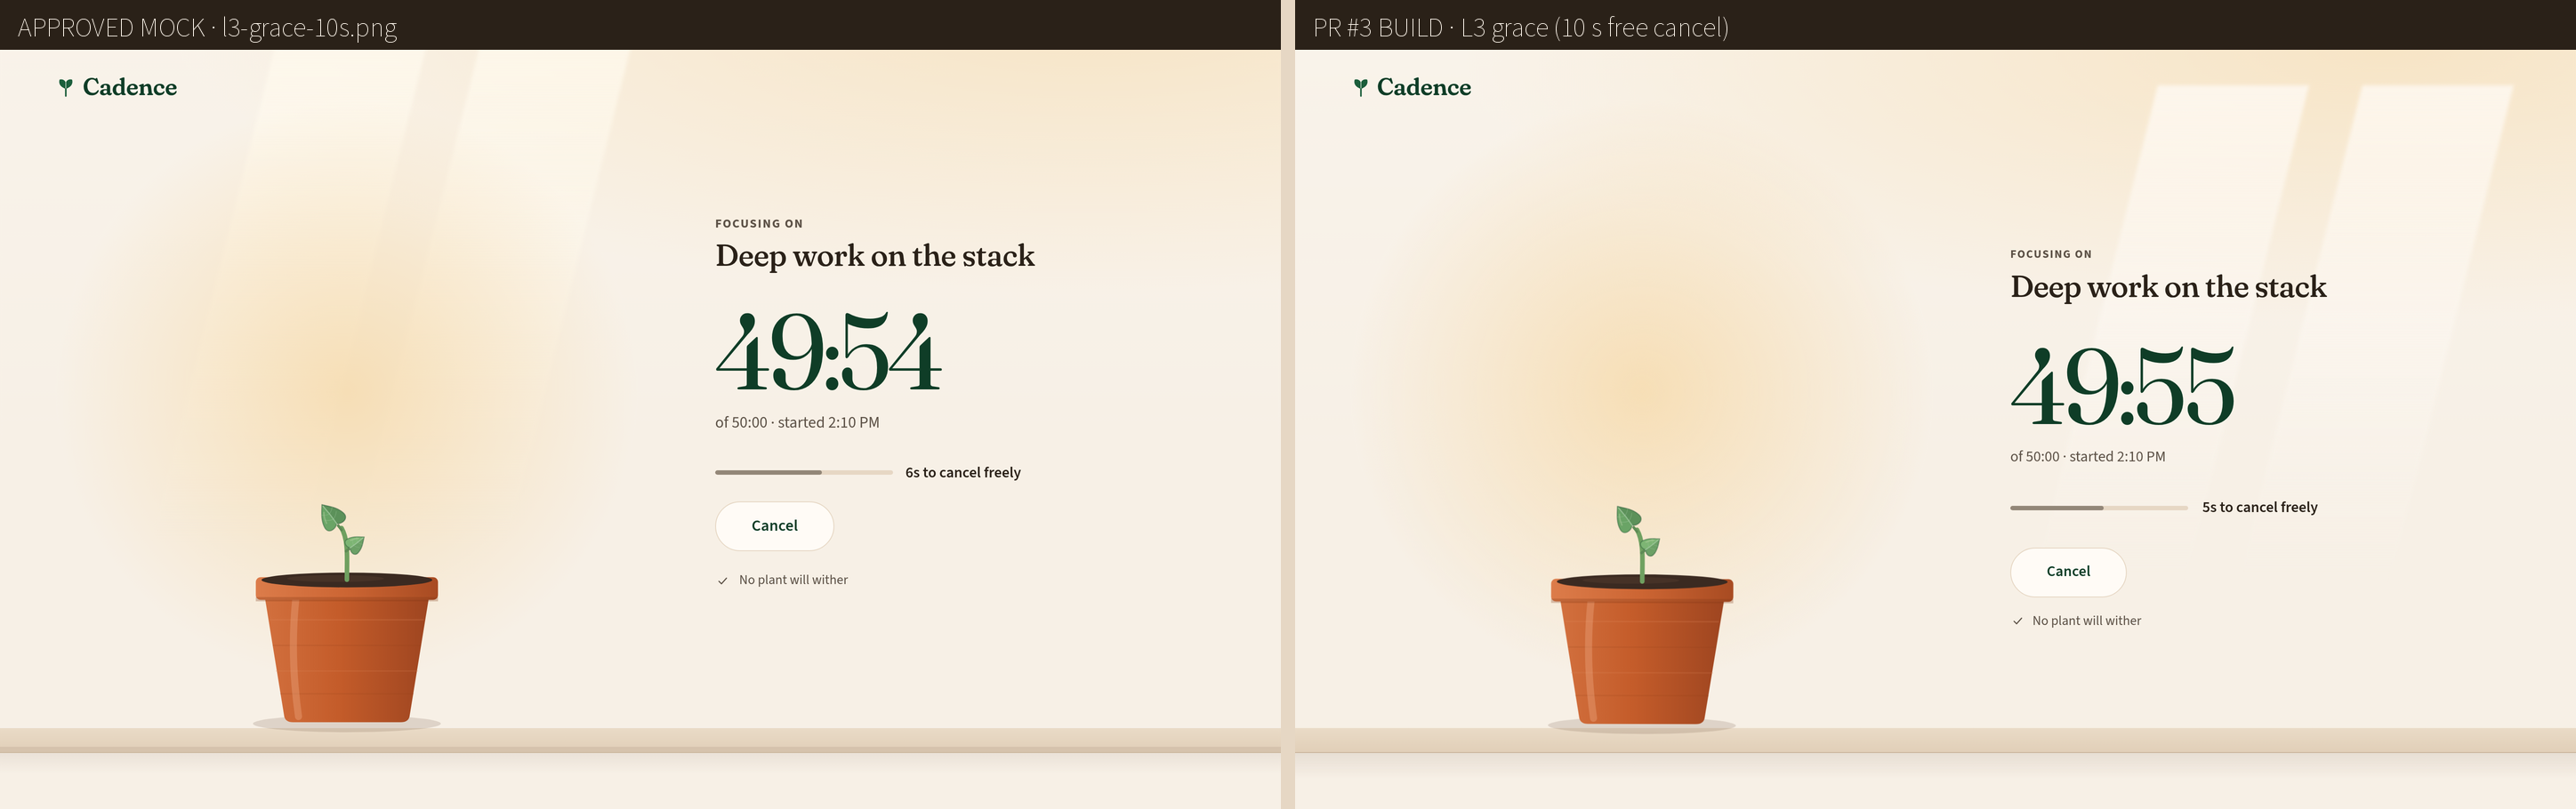 APPROVED MOCK · l3-grace-10s.png
Cadence
FOCUSING ON
Deep work on the stack
49:54
of 50:00 · started 2:10 PM
6s to cancel freely
Cancel
No plant will wither
PR #3 BUILD · L3 grace (10 s free cancel)
Cadence
FOCUSING ON
Deep work on the stack
49:55
of 50:00 · started 2:10 PM
5s to cancel freely
Cancel
No plant will wither